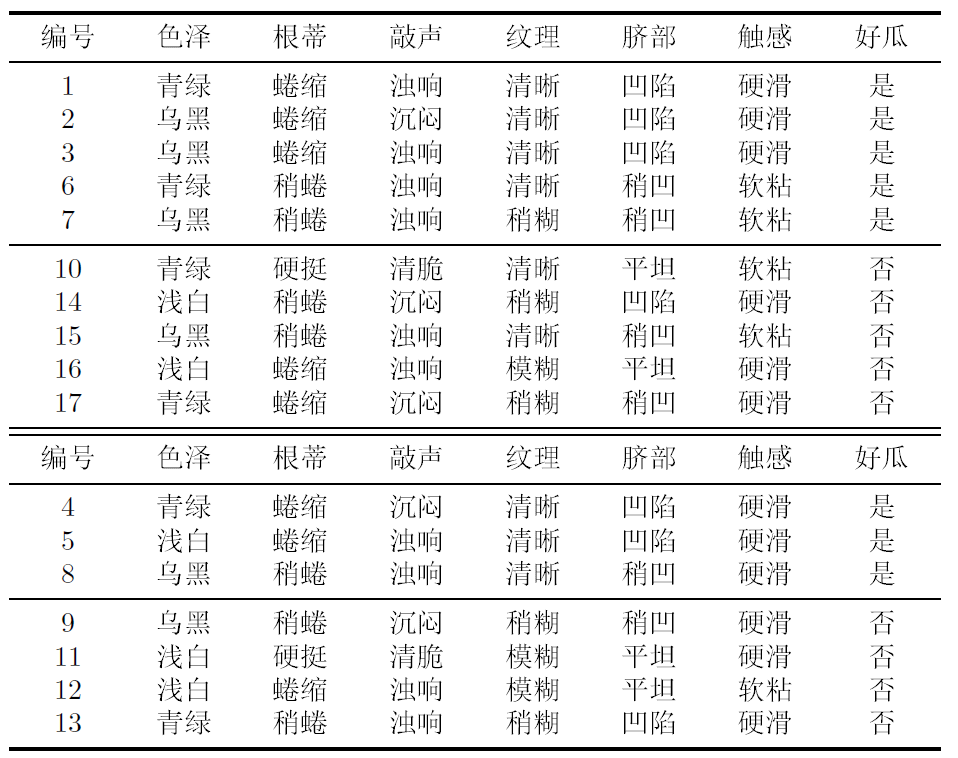 编号 色泽 根蒂 敲声 纹理 脐部 触感 好瓜
1 青绿 蜷缩 浊响 清晰 凹陷 硬滑 是
2 乌黑 蜷缩 沉闷 清晰 凹陷 硬滑 是
3 乌黑 蜷缩 浊响 清晰 凹陷 硬滑 是
6 青绿 稍蜷 浊响 清晰 稍凹 软粘 是
7 乌黑 稍蜷 浊响 稍糊 稍凹 软粘 是
10 青绿 硬挺 清脆 清晰 平坦 软粘 否
14 浅白 稍蜷 沉闷 稍糊 凹陷 硬滑 否
15 乌黑 稍蜷 浊响 清晰 稍凹 软粘 否
16 浅白 蜷缩 浊响 模糊 平坦 硬滑 否
17 青绿 蜷缩 沉闷 稍糊 稍凹 硬滑 否
编号 色泽 根蒂 敲声 纹理 脐部 触感 好瓜
4 青绿 蜷缩 沉闷 清晰 凹陷 硬滑 是
5 浅白 蜷缩 浊响 清晰 凹陷 硬滑 是
8 乌黑 稍蜷 浊响 清晰 稍凹 硬滑 是
9 乌黑 稍蜷 沉闷 稍糊 稍凹 硬滑 否
11 浅白 硬挺 清脆 模糊 平坦 硬滑 否
12 浅白 蜷缩 浊响 模糊 平坦 软粘 否
13 青绿 稍蜷 浊响 稍糊 凹陷 硬滑 否